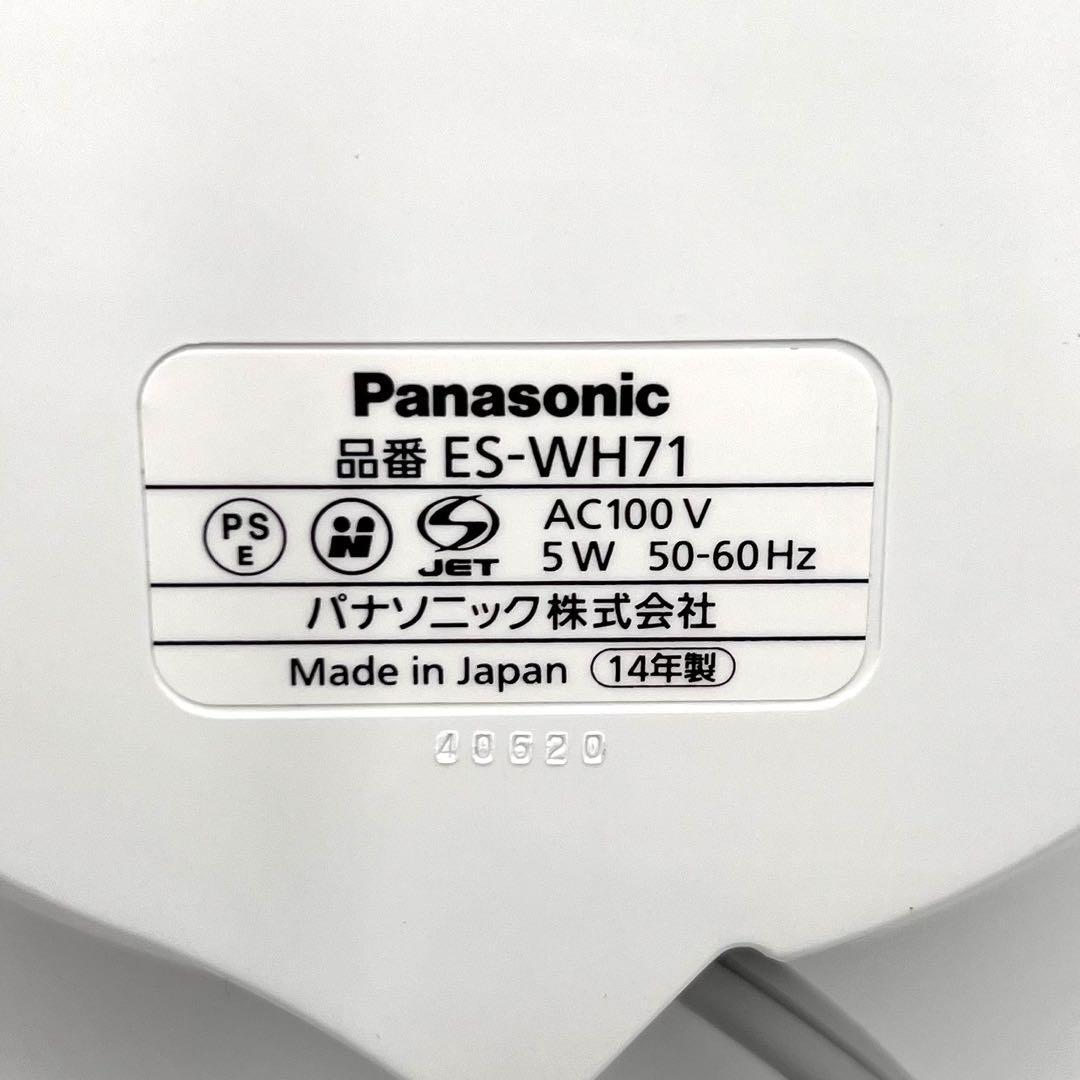 Panasonic
品番 ES-WH71
PS
E
N
JET
AC100 V
5 W 50-60 Hz
パナソニック株式会社
Made in Japan 14年製
40620